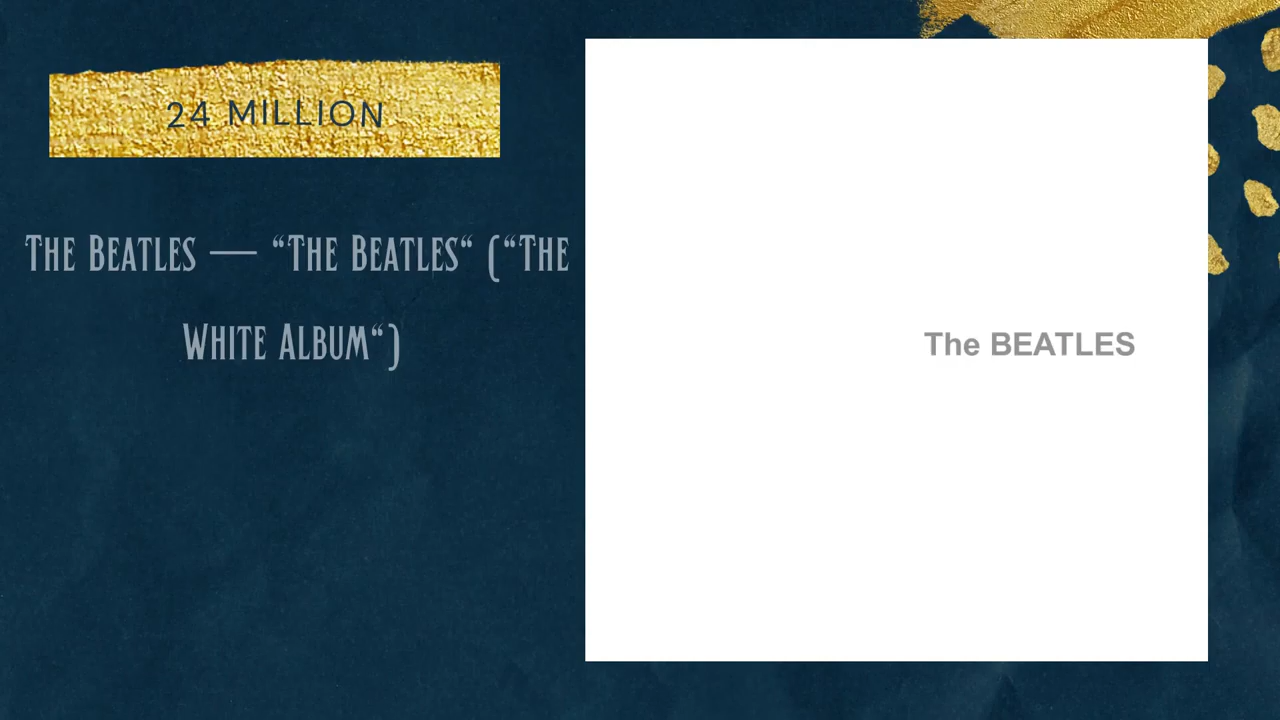 24 MILLION
The Beatles — “The Beatles“ (“The
White Album“)
The BEATLES